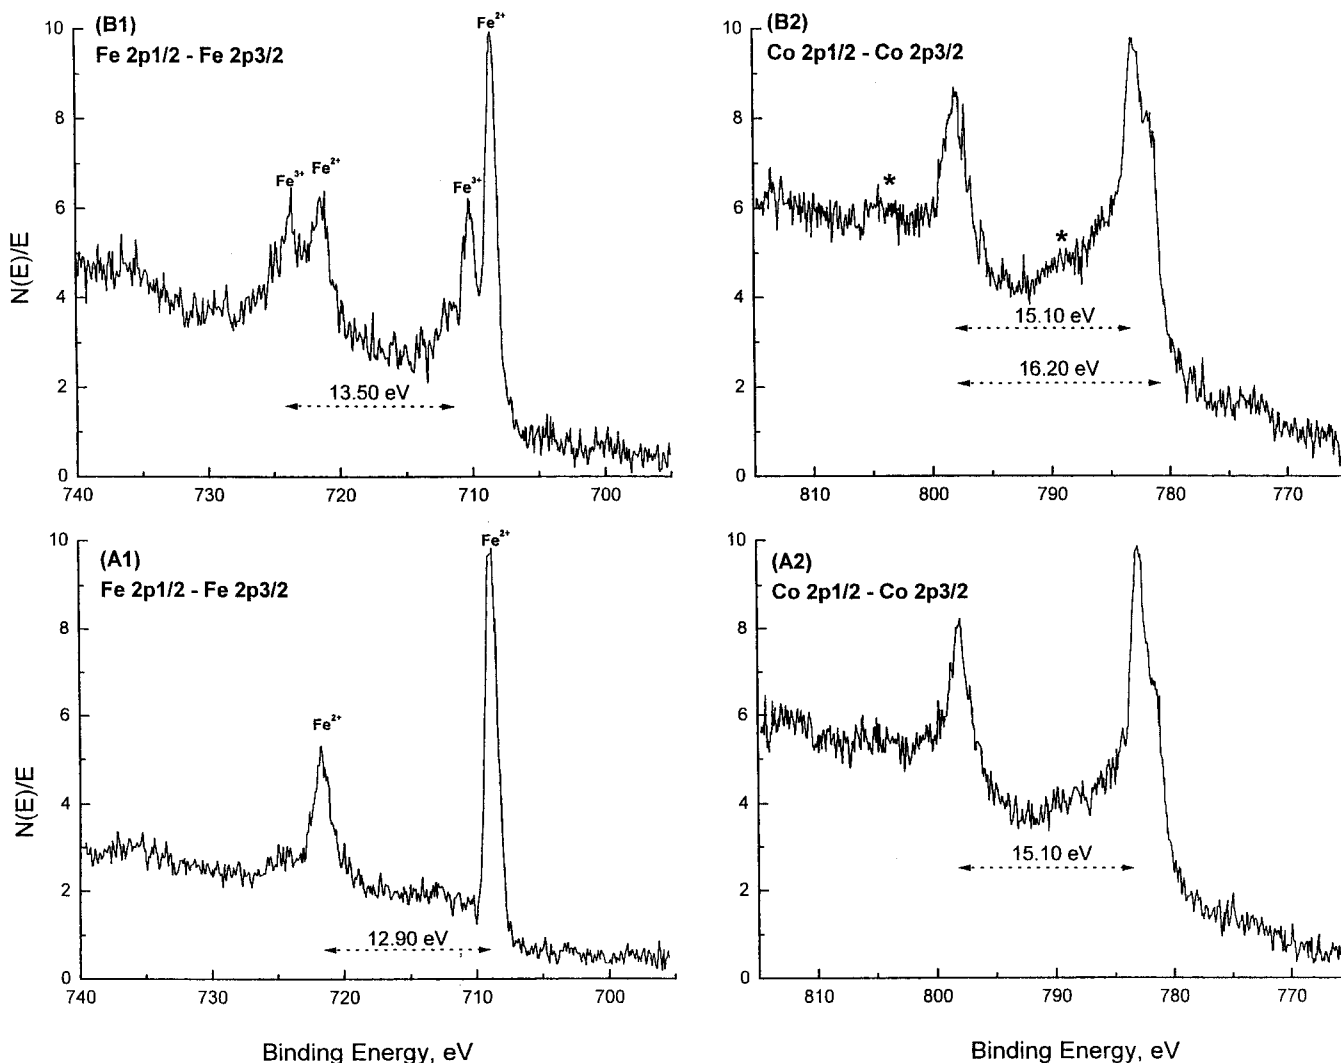 (B1)
Fe 2p1/2 - Fe 2p3/2
Fe2+
Fe3+
Fe2+
Fe3+
13.50 eV
10
8
6
4
2
0
N(E)/E
740
730
720
710
700
(B2)
Co 2p1/2 - Co 2p3/2
*
*
15.10 eV
16.20 eV
10
8
6
4
2
0
810
800
790
780
770
(A1)
Fe 2p1/2 - Fe 2p3/2
Fe2+
Fe2+
12.90 eV
10
8
6
4
2
0
N(E)/E
740
730
720
710
700
Binding Energy, eV
(A2)
Co 2p1/2 - Co 2p3/2
15.10 eV
10
8
6
4
2
0
810
800
790
780
770
Binding Energy, eV